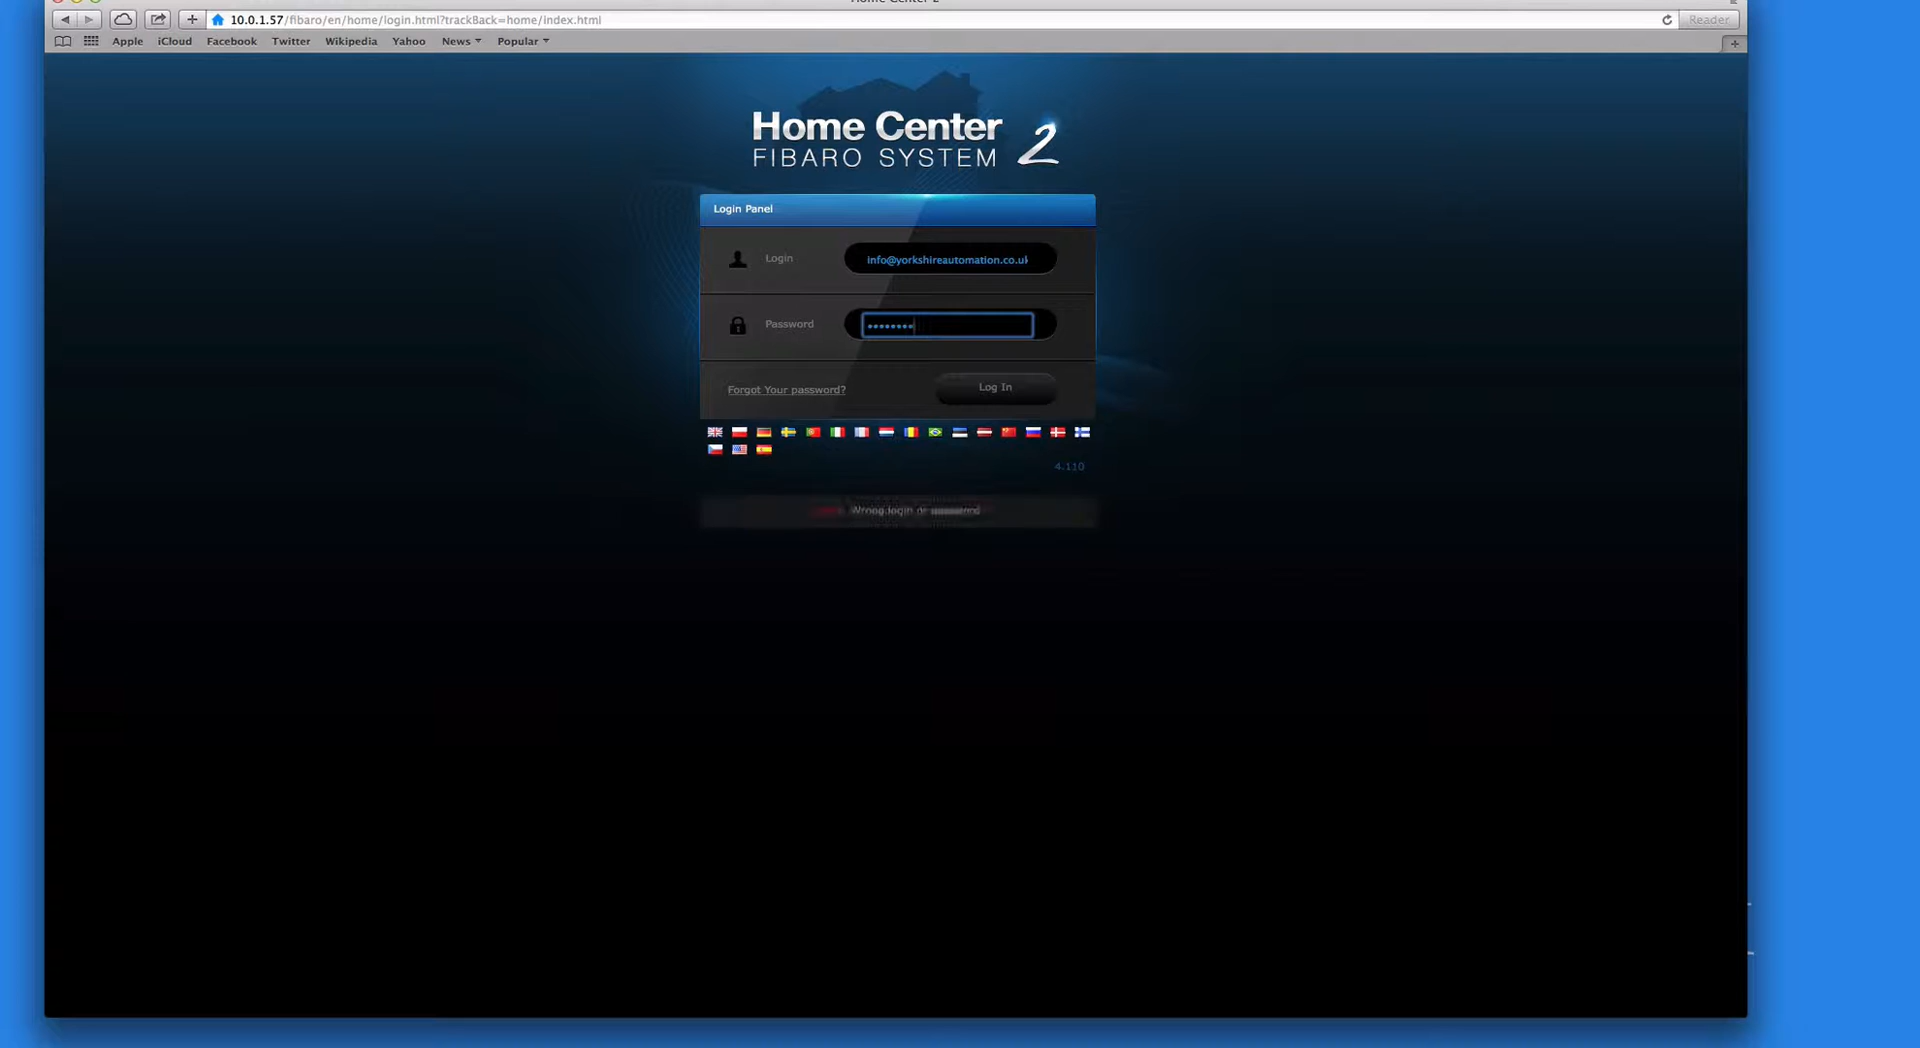 10.0.1.57/fibaro/en/home/login.html?trackBack=home/index.html
Reader
Apple iCloud Facebook Twitter Wikipedia Yahoo News Popular
Home Center 2
FIBARO SYSTEM
Login Panel
Login info@yorkshireautomation.co.uk
Password ••••••••
Forgot Your password? Log In
4.110
Wrong login or password